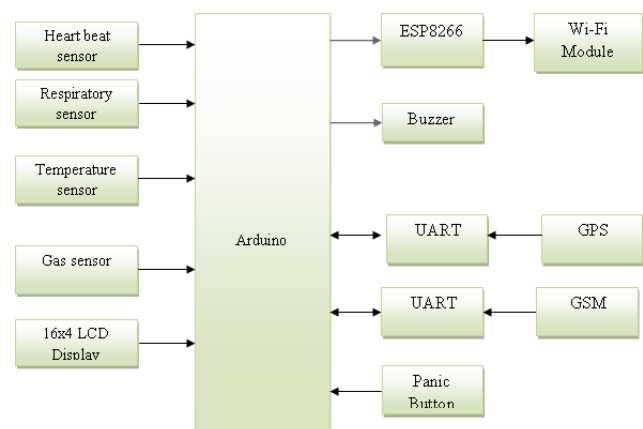 Heart beat
sensor
Respiratory
sensor
Temperature
sensor
Gas sensor
16x4 LCD
Display
Arduino
ESP8266
Wi-Fi
Module
Buzzer
UART
GPS
UART
GSM
Panic
Button